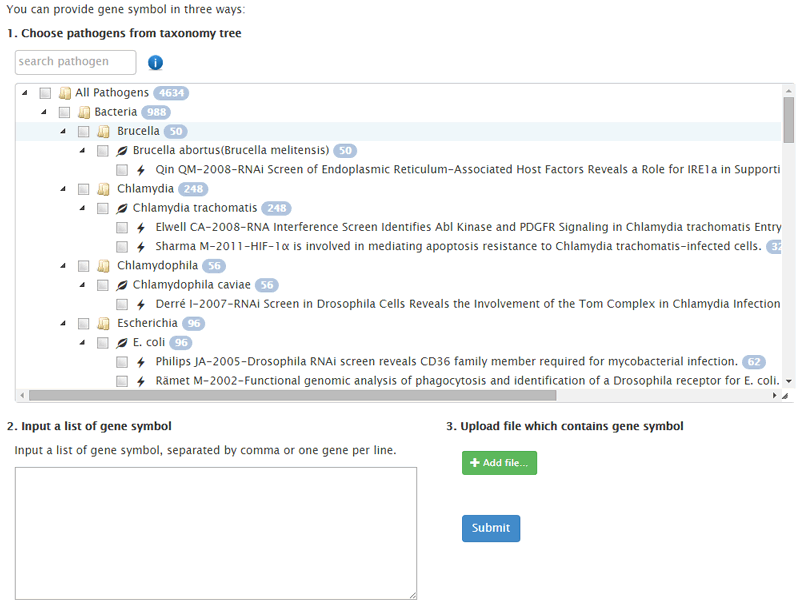 You can provide gene symbol in three ways:
1. Choose pathogens from taxonomy tree
search pathogen
i
All Pathogens 4634
Bacteria 988
Brucella 50
Brucella abortus(Brucella melitensis) 50
Qin QM-2008-RNAi Screen of Endoplasmic Reticulum-Associated Host Factors Reveals a Role for IRE1a in Supporti
Chlamydia 248
Chlamydia trachomatis 248
Elwell CA-2008-RNA Interference Screen Identifies Abl Kinase and PDGFR Signaling in Chlamydia trachomatis Entry
Sharma M-2011-HIF-1α is involved in mediating apoptosis resistance to Chlamydia trachomatis-infected cells. 32
Chlamydophila 56
Chlamydophila caviae 56
Derré I-2007-RNAi Screen in Drosophila Cells Reveals the Involvement of the Tom Complex in Chlamydia Infection
Escherichia 96
E. coli 96
Philips JA-2005-Drosophila RNAi screen reveals CD36 family member required for mycobacterial infection. 62
Rämet M-2002-Functional genomic analysis of phagocytosis and identification of a Drosophila receptor for E. coli.
2. Input a list of gene symbol
Input a list of gene symbol, separated by comma or one gene per line.
3. Upload file which contains gene symbol
+ Add file...
Submit